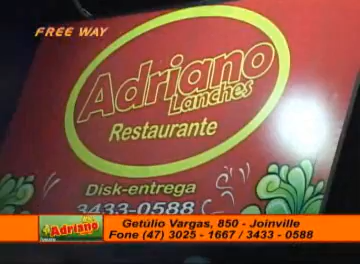 FREE WAY
Adriano
Lanches
Restaurante
Disk-entrega
3433-0588
Adriano
Getúlio Vargas, 850 - Joinville
Fone (47) 3025 - 1667 / 3433 - 0588